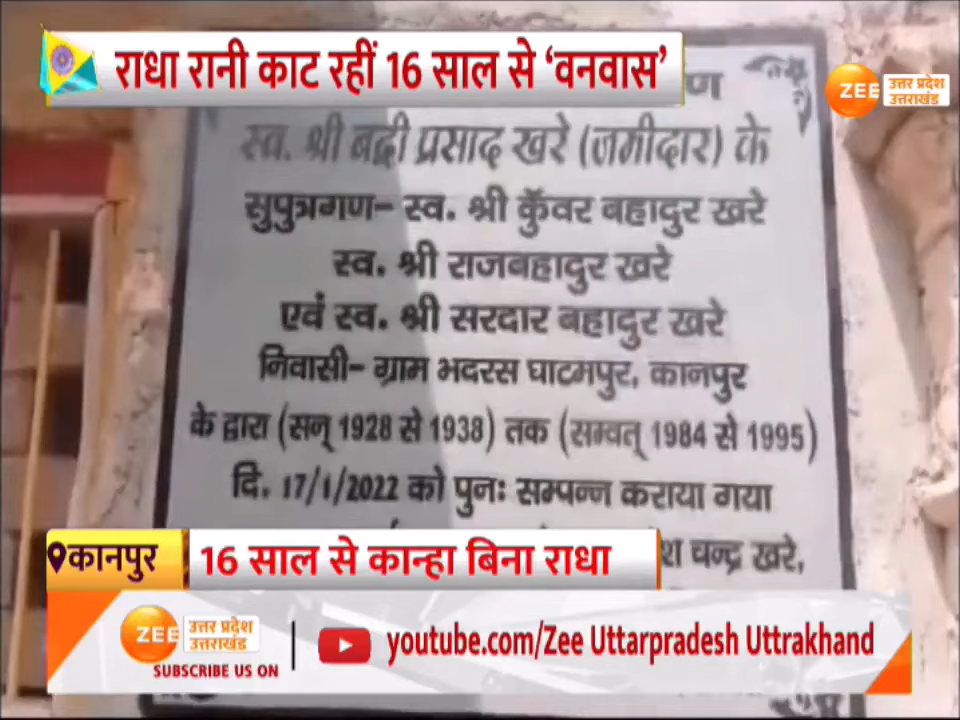 राधा रानी काट रहीं 16 साल से ‘वनवास’
ZEE उत्तर प्रदेश
उत्तराखंड
ण
स्व. श्री बद्री प्रसाद खरे (जमीदार) के
सुपुत्रगण- स्व. श्री कुँवर बहादुर खरे
स्व. श्री राजबहादुर खरे
एवं स्व. श्री सरदार बहादुर खरे
निवासी- ग्राम भदरस घाटमपुर, कानपुर
के द्वारा (सन् 1928 से 1938) तक (सम्वत् 1984 से 1995)
दि. 17/1/2022 को पुनः सम्पन्न कराया गया
श चन्द्र खरे,
कानपुर
16 साल से कान्हा बिना राधा
ZEE उत्तर प्रदेश
उत्तराखंड
SUBSCRIBE US ON
youtube.com/Zee Uttarpradesh Uttrakhand